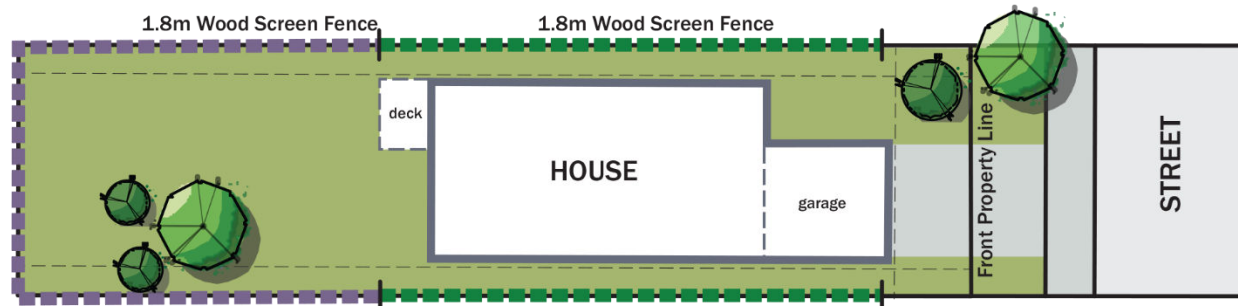 1.8m Wood Screen Fence
1.8m Wood Screen Fence
deck
HOUSE
garage
Front Property Line
STREET